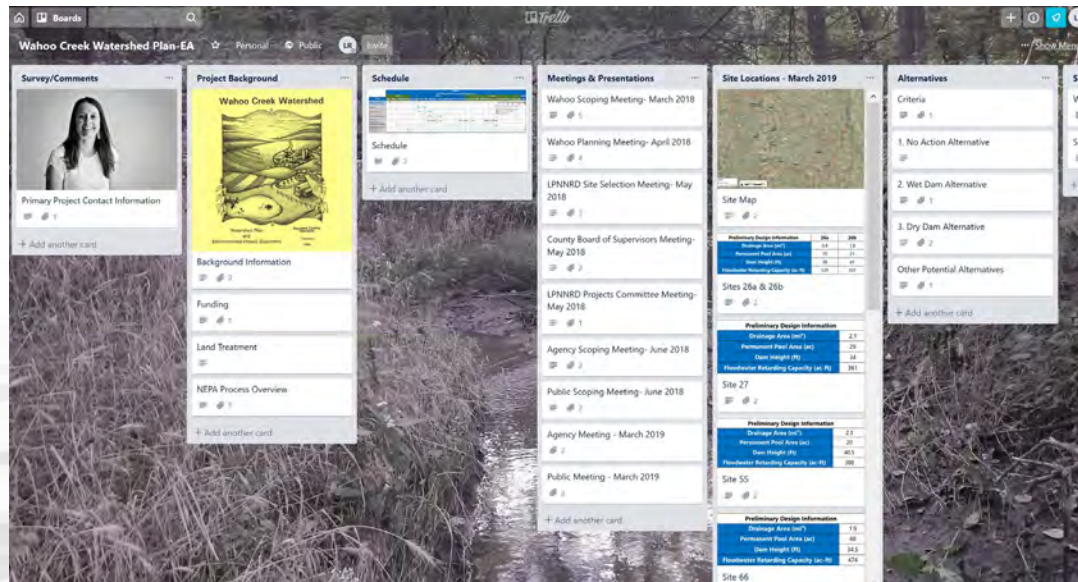 Boards
Trello
LR
Wahoo Creek Watershed Plan-EA
Personal
Public
LR
Invite
Show Menu
Survey/Comments
Primary Project Contact Information
1
+ Add another card
Project Background
Wahoo Creek Watershed
Watershed Plan
and
Background Information
3
Funding
1
Land Treatment
NEPA Process Overview
+ Add another card
Schedule
Schedule
2
+ Add another card
Meetings & Presentations
Wahoo Scoping Meeting- March 2018
5
Wahoo Planning Meeting- April 2018
4
LPNNRD Site Selection Meeting- May
2018
County Board of Supervisors Meeting-
May 2018
2
LPNNRD Projects Committee Meeting-
May 2018
1
Agency Scoping Meeting- June 2018
2
Public Scoping Meeting- June 2018
2
Agency Meeting - March 2019
2
Public Meeting - March 2019
+ Add another card
Site Locations - March 2019
Site Map
2
Preliminary Design Information 26a 26b
Drainage Area (mi²)
Permanent Pool Area (ac)
Dam Height (ft)
Floodwater Retarding Capacity (ac-ft)
Sites 26a & 26b
2
Preliminary Design Information
Drainage Area (mi²)
Permanent Pool Area (ac)
Dam Height (ft) 34
Floodwater Retarding Capacity (ac-ft) 361
Site 27
2
Preliminary Design Information
Drainage Area (mi²)
Permanent Pool Area (ac) 20
Dam Height (ft) 40.5
Floodwater Retarding Capacity (ac-ft)
Site 55
2
Preliminary Design Information
Drainage Area (mi²)
Permanent Pool Area (ac)
Dam Height (ft) 34.5
Floodwater Retarding Capacity (ac-ft) 474
Site 66
Alternatives
Criteria
1
1. No Action Alternative
2. Wet Dam Alternative
1
3. Dry Dam Alternative
2
Other Potential Alternatives
1
+ Add another card